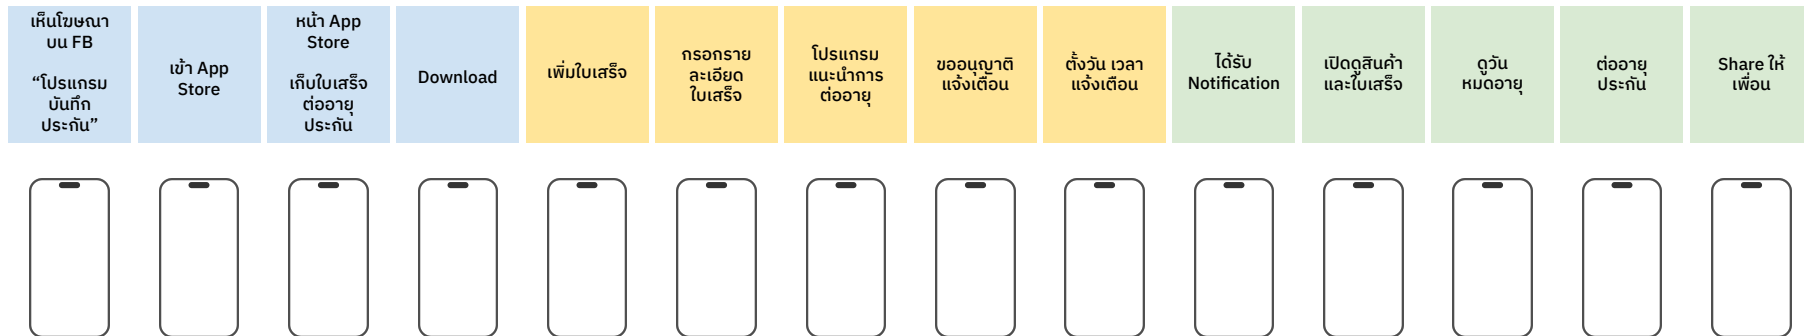 เห็นโฆษณา
บน FB
“โปรแกรม
บันทึก
ประกัน”
เข้า App
Store
หน้า App
Store
เก็บใบเสร็จ
ต่ออายุ
ประกัน
Download
เพิ่มใบเสร็จ
กรอกราย
ละเอียด
ใบเสร็จ
โปรแกรม
แนะนำการ
ต่ออายุ
ขออนุญาติ
แจ้งเตือน
ตั้งวัน เวลา
แจ้งเตือน
ได้รับ
Notification
เปิดดูสินค้า
และใบเสร็จ
ดูวัน
หมดอายุ
ต่ออายุ
ประกัน
Share ให้
เพื่อน